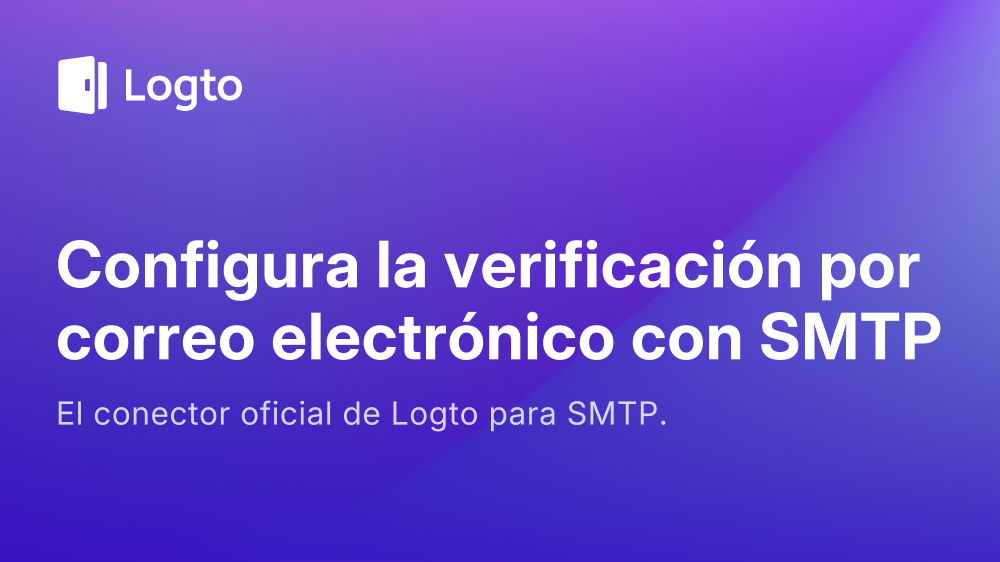 Logto
Configura la verificación por
correo electrónico con SMTP
El conector oficial de Logto para SMTP.